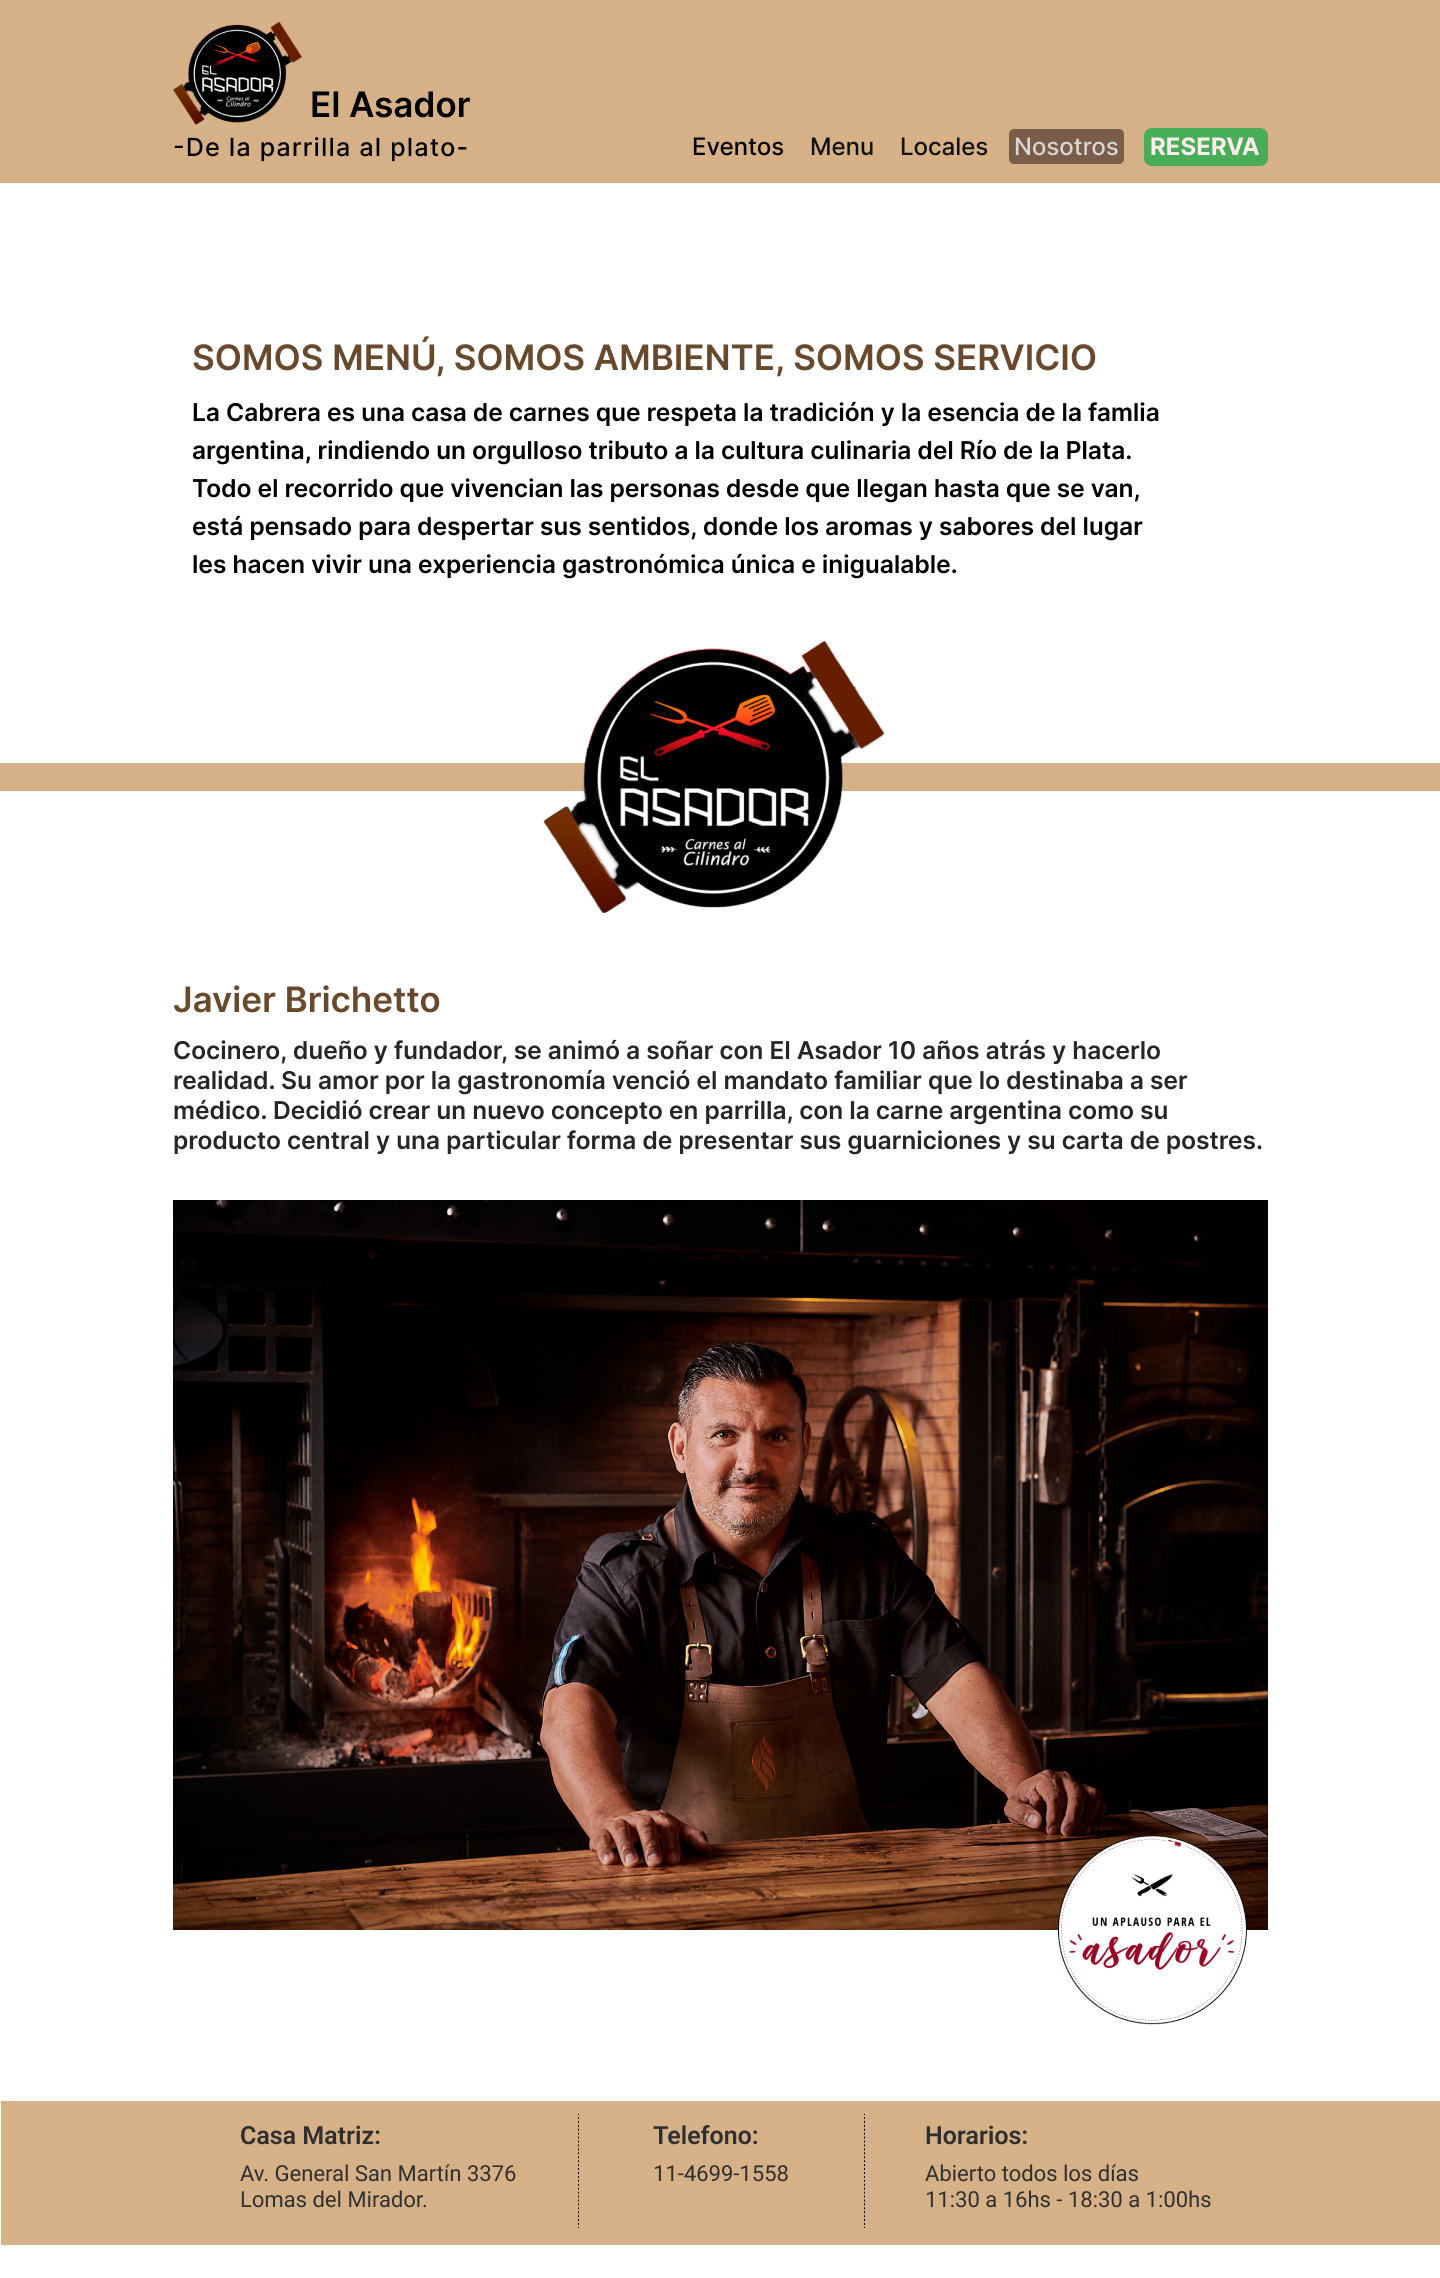 EL
ASADOR
Carnes al
Cilindro
El Asador
-De la parrilla al plato-
Eventos Menu Locales Nosotros RESERVA
SOMOS MENÚ, SOMOS AMBIENTE, SOMOS SERVICIO
La Cabrera es una casa de carnes que respeta la tradición y la esencia de la famlia
argentina, rindiendo un orgulloso tributo a la cultura culinaria del Río de la Plata.
Todo el recorrido que vivencian las personas desde que llegan hasta que se van,
está pensado para despertar sus sentidos, donde los aromas y sabores del lugar
les hacen vivir una experiencia gastronómica única e inigualable.
EL
ASADOR
Carnes al
Cilindro
Javier Brichetto
Cocinero, dueño y fundador, se animó a soñar con El Asador 10 años atrás y hacerlo
realidad. Su amor por la gastronomía venció el mandato familiar que lo destinaba a ser
médico. Decidió crear un nuevo concepto en parrilla, con la carne argentina como su
producto central y una particular forma de presentar sus guarniciones y su carta de postres.
UN APLAUSO PARA EL
asador
Casa Matriz:
Av. General San Martín 3376
Lomas del Mirador.
Telefono:
11-4699-1558
Horarios:
Abierto todos los días
11:30 a 16hs - 18:30 a 1:00hs